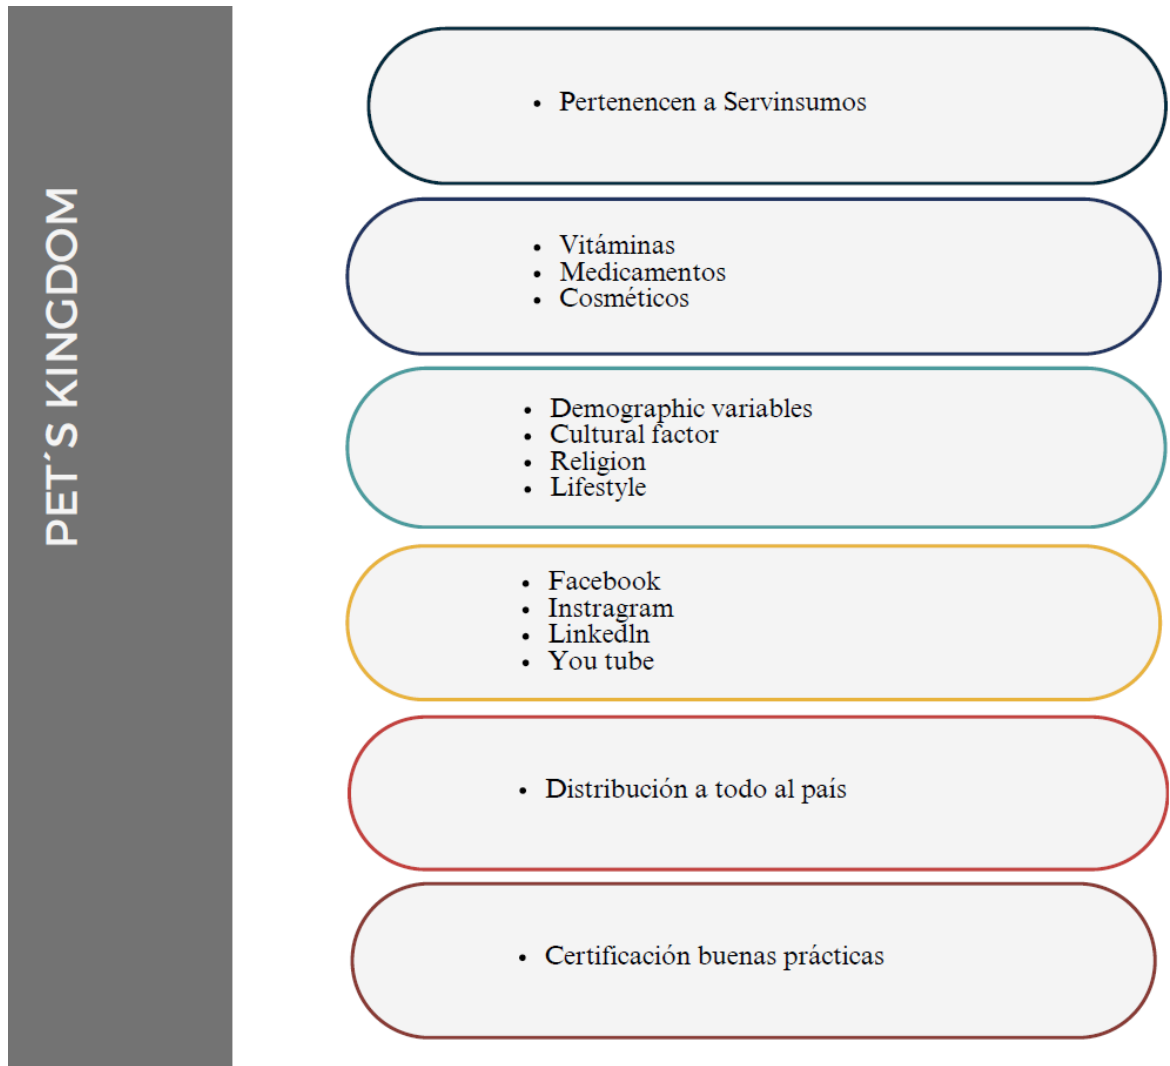 PET´S KINGDOM
• Pertenencen a Servinsumos
• Vitáminas
• Medicamentos
• Cosméticos
• Demographic variables
• Cultural factor
• Religion
• Lifestyle
• Facebook
• Instragram
• Linkedln
• You tube
• Distribución a todo al país
• Certificación buenas prácticas